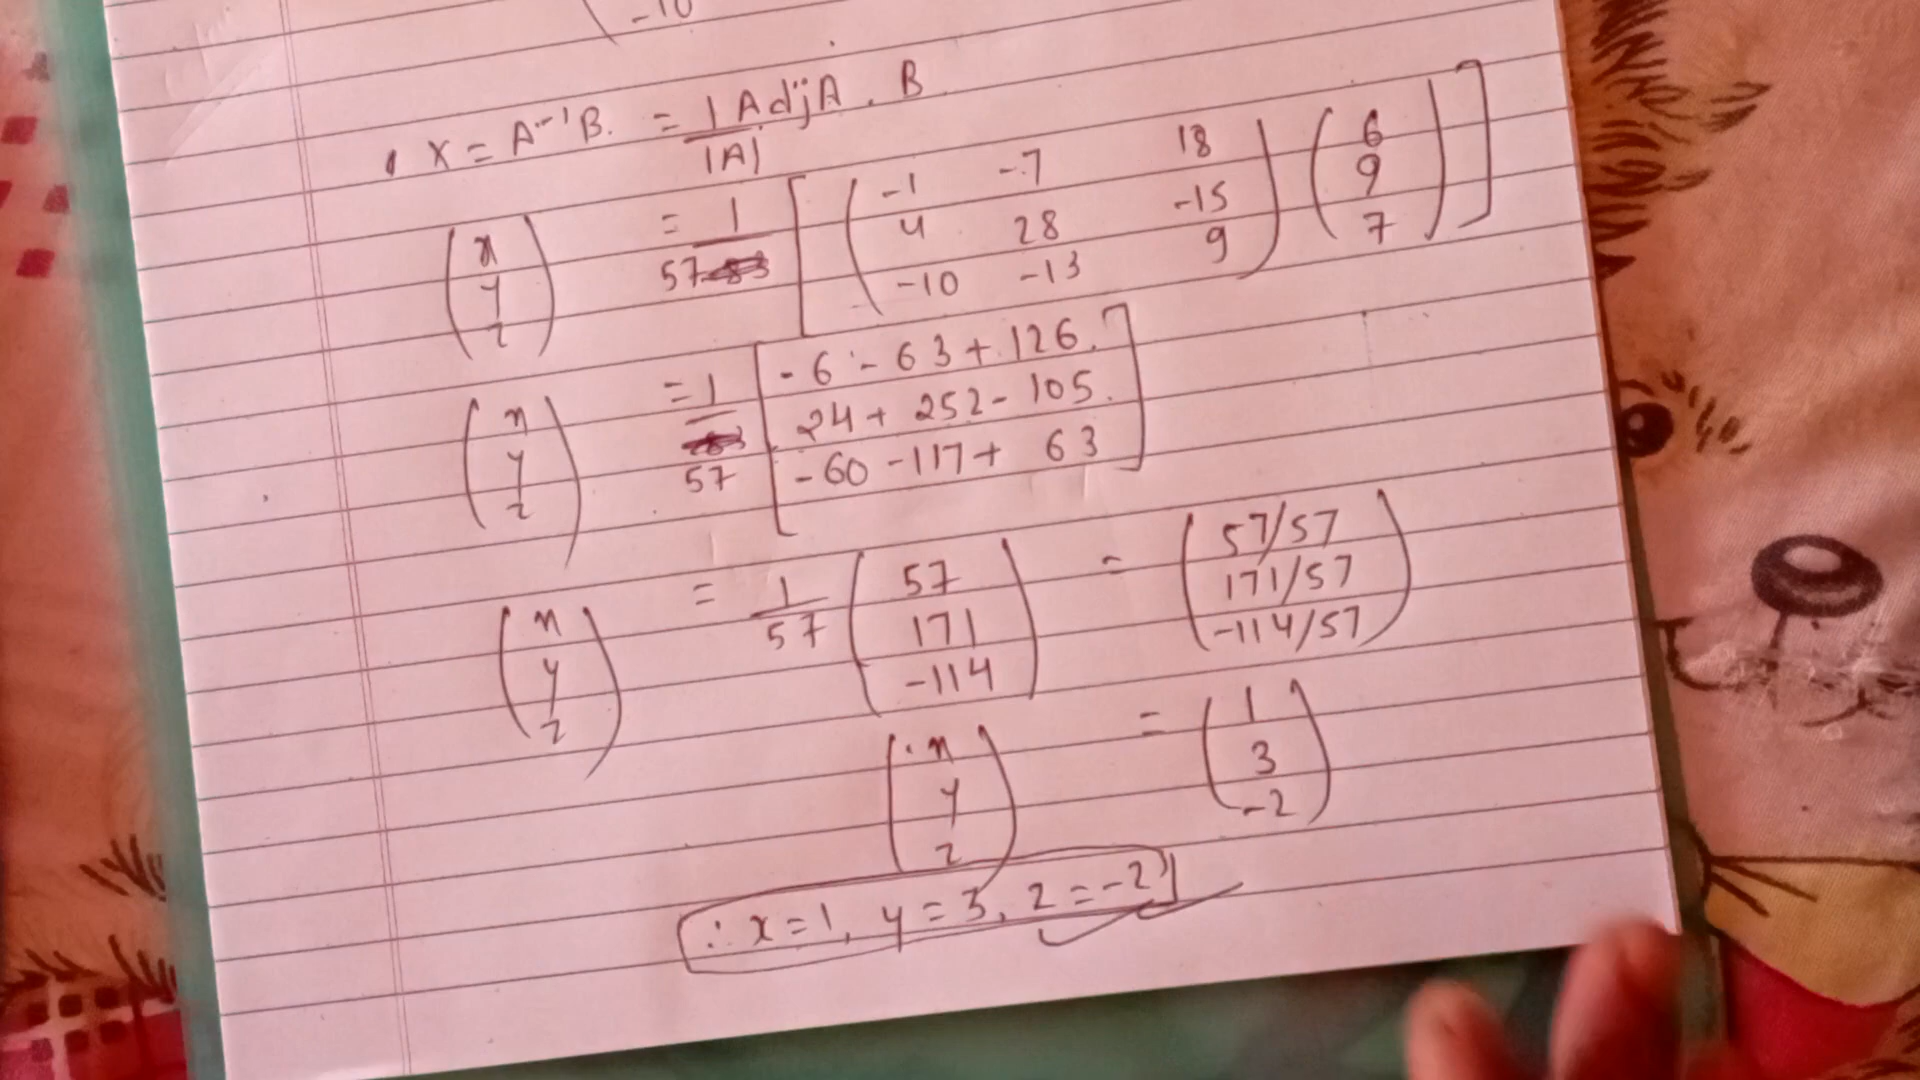 -10
X = A⁻¹B. = 1/|A| AdjA . B
(x y z) = 1/57 [ (-1 -7 18
4 28 -15
-10 -13 9) (6 9 7) ]
(x y z) = 1/57 [ -6 - 63 + 126.
24 + 252 - 105.
-60 - 117 + 63 ]
(x y z) = 1/57 (57 171 -114) = (57/57 171/57 -114/57)
(x y z) = (1 3 -2)
∴ x = 1, y = 3, z = -2